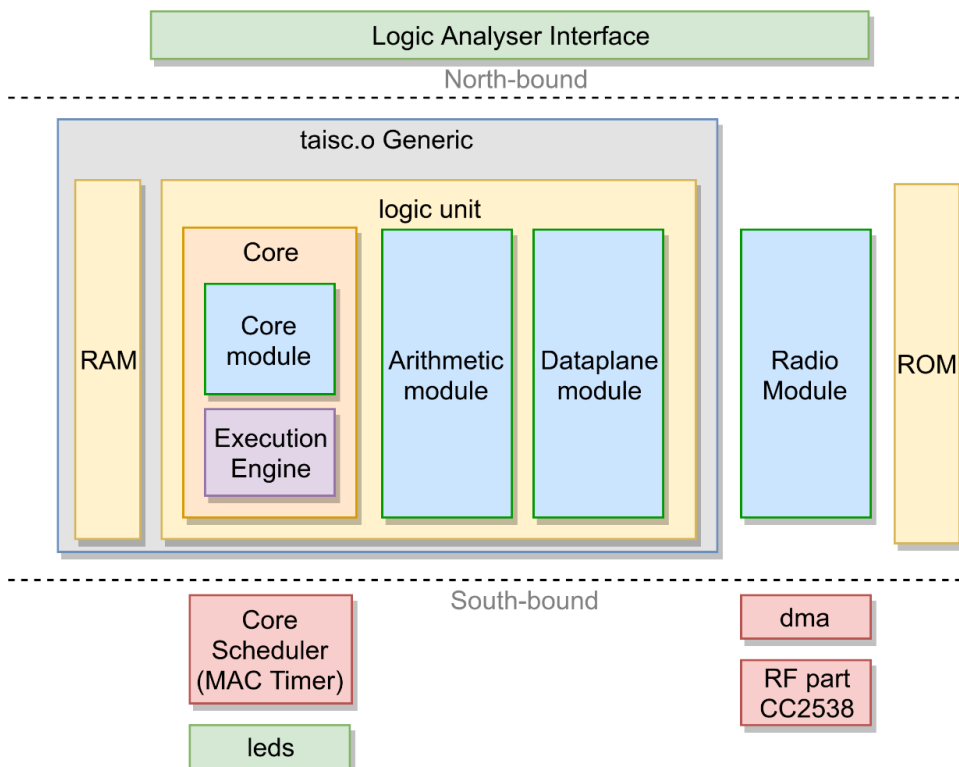 Logic Analyser Interface
North-bound
taisc.o Generic
logic unit
RAM
Core
Core
module
Execution
Engine
Arithmetic
module
Dataplane
module
Radio
Module
ROM
South-bound
Core
Scheduler
(MAC Timer)
leds
dma
RF part
CC2538